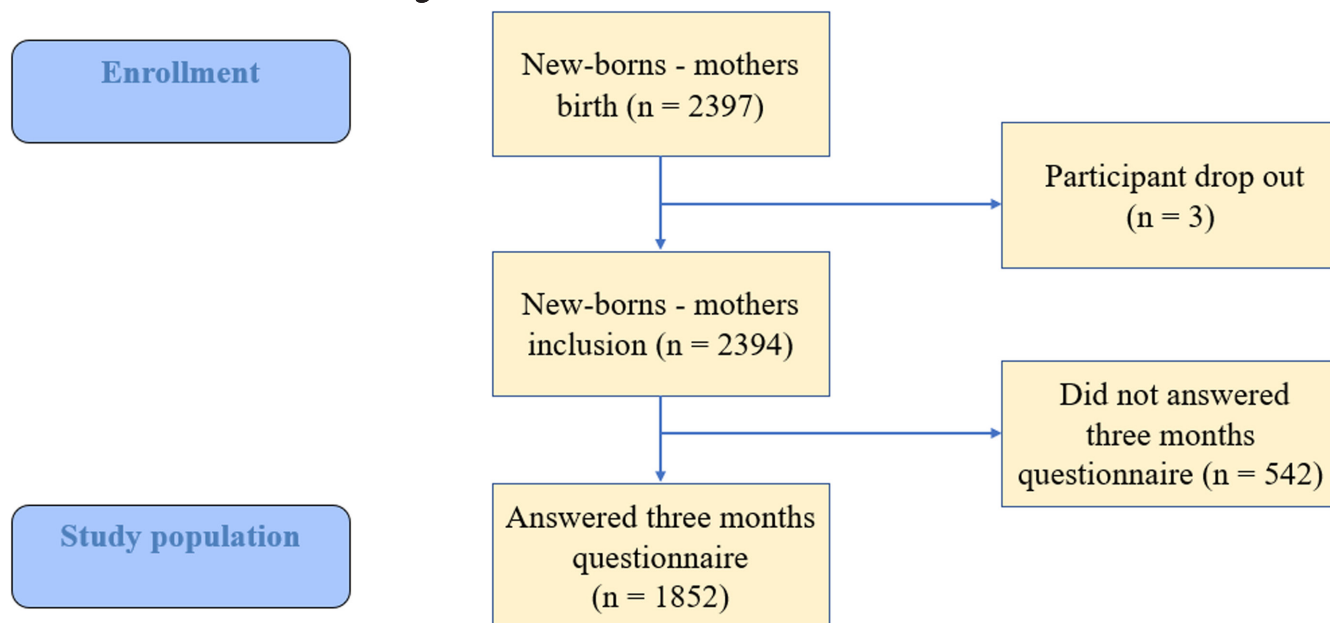 Enrollment
New-borns - mothers
birth (n = 2397)
Participant drop out
(n = 3)
New-borns - mothers
inclusion (n = 2394)
Did not answered
three months
questionnaire (n = 542)
Study population
Answered three months
questionnaire
(n = 1852)